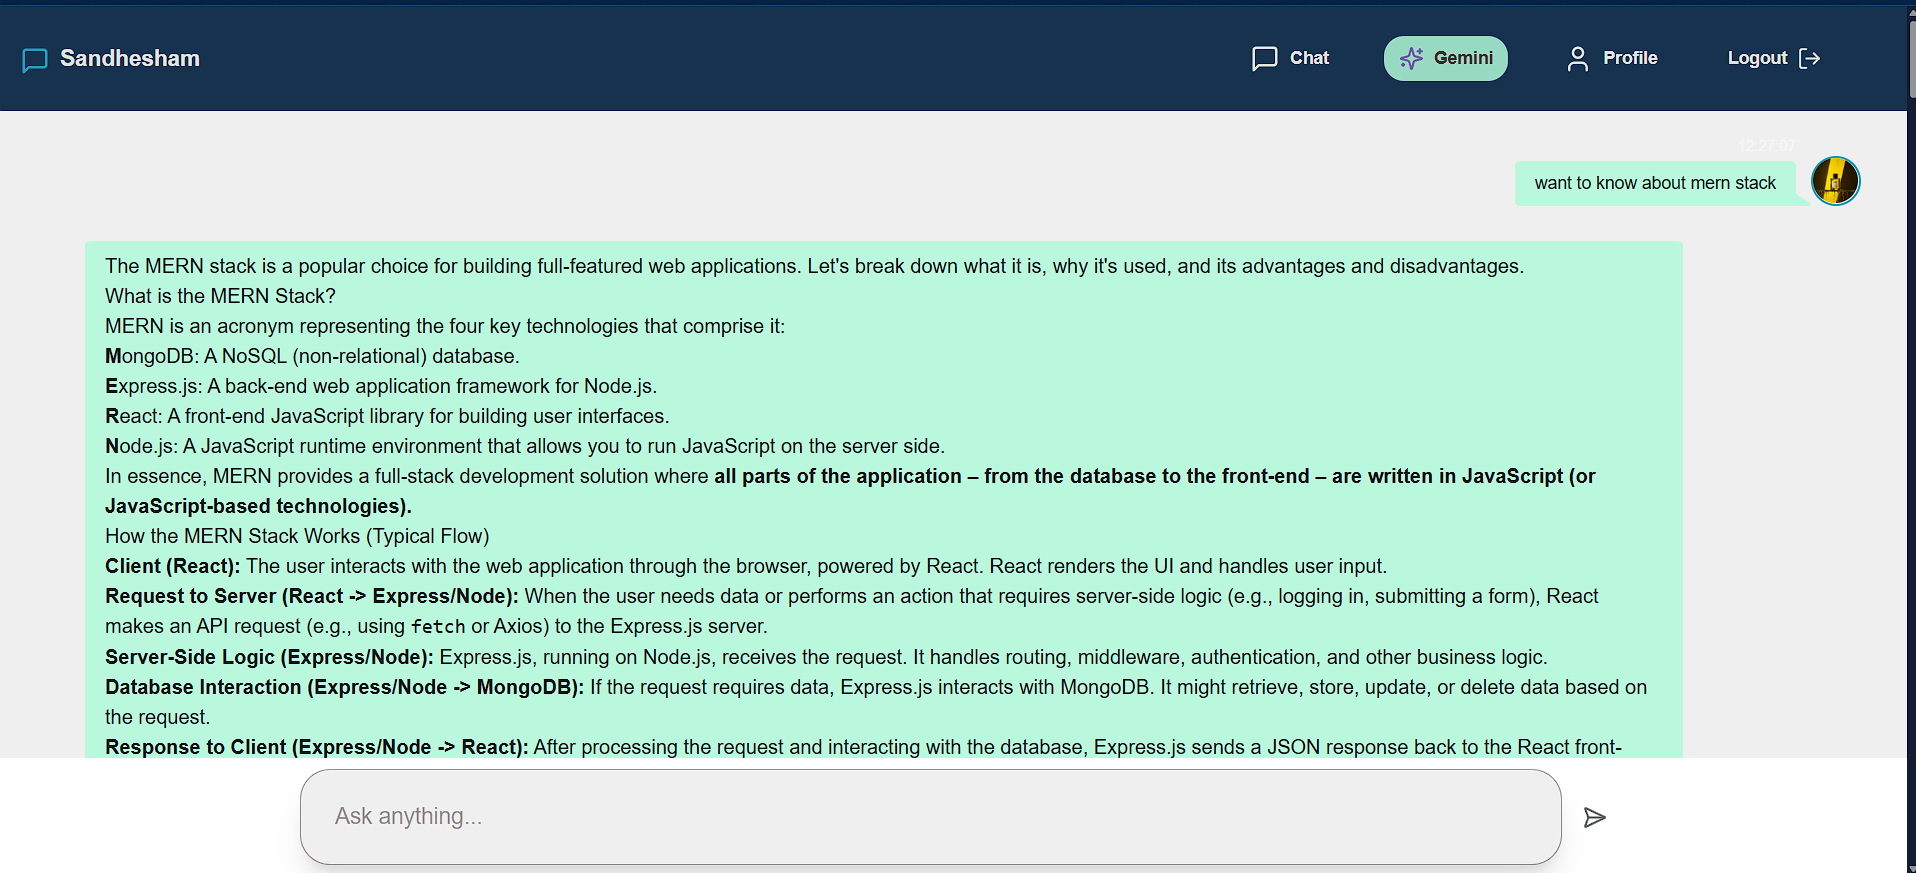 Sandhesham
Chat
Gemini
Profile
Logout
12:27:07
want to know about mern stack
The MERN stack is a popular choice for building full-featured web applications. Let's break down what it is, why it's used, and its advantages and disadvantages.
What is the MERN Stack?
MERN is an acronym representing the four key technologies that comprise it:
MongoDB: A NoSQL (non-relational) database.
Express.js: A back-end web application framework for Node.js.
React: A front-end JavaScript library for building user interfaces.
Node.js: A JavaScript runtime environment that allows you to run JavaScript on the server side.
In essence, MERN provides a full-stack development solution where all parts of the application – from the database to the front-end – are written in JavaScript (or
JavaScript-based technologies).
How the MERN Stack Works (Typical Flow)
Client (React): The user interacts with the web application through the browser, powered by React. React renders the UI and handles user input.
Request to Server (React -> Express/Node): When the user needs data or performs an action that requires server-side logic (e.g., logging in, submitting a form), React
makes an API request (e.g., using fetch or Axios) to the Express.js server.
Server-Side Logic (Express/Node): Express.js, running on Node.js, receives the request. It handles routing, middleware, authentication, and other business logic.
Database Interaction (Express/Node -> MongoDB): If the request requires data, Express.js interacts with MongoDB. It might retrieve, store, update, or delete data based on
the request.
Response to Client (Express/Node -> React): After processing the request and interacting with the database, Express.js sends a JSON response back to the React front-
Ask anything...